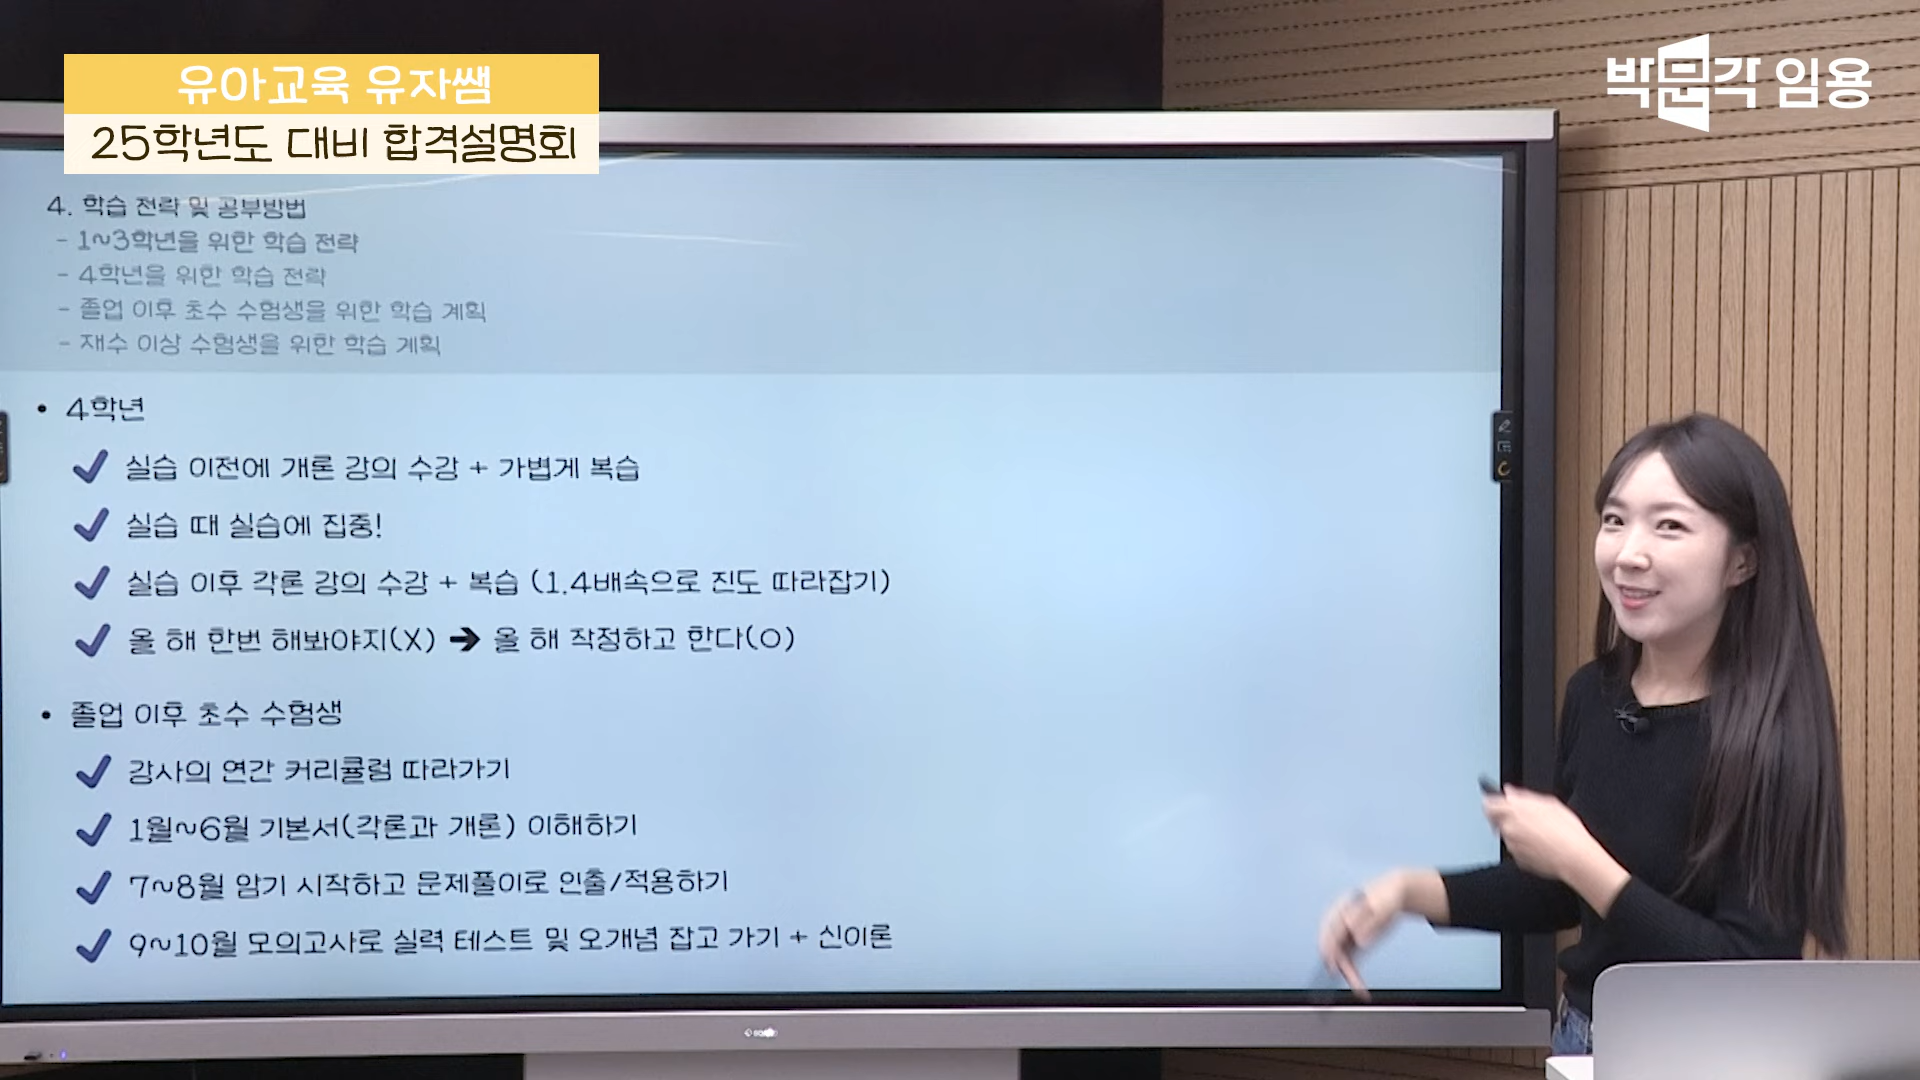 유아교육 유자쌤
25학년도 대비 합격설명회
박문각 임용
4. 학습 전략 및 공부방법
- 1~3학년을 위한 학습 전략
- 4학년을 위한 학습 전략
- 졸업 이후 초수 수험생을 위한 학습 계획
- 재수 이상 수험생을 위한 학습 계획
• 4학년
✔ 실습 이전에 개론 강의 수강 + 가볍게 복습
✔ 실습 때 실습에 집중!
✔ 실습 이후 각론 강의 수강 + 복습 (1.4배속으로 진도 따라잡기)
✔ 올 해 한번 해봐야지(X) ➔ 올 해 작정하고 한다(O)
• 졸업 이후 초수 수험생
✔ 강사의 연간 커리큘럼 따라가기
✔ 1월~6월 기본서(각론과 개론) 이해하기
✔ 7~8월 암기 시작하고 문제풀이로 인출/적용하기
✔ 9~10월 모의고사로 실력 테스트 및 오개념 잡고 가기 + 신이론